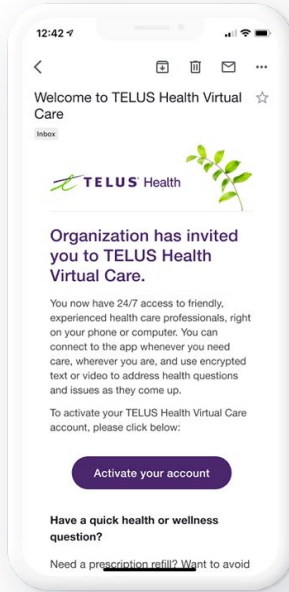 12:42
Welcome to TELUS Health Virtual
Care
Inbox
TELUS Health
Organization has invited
you to TELUS Health
Virtual Care.
You now have 24/7 access to friendly,
experienced health care professionals, right
on your phone or computer. You can
connect to the app whenever you need
care, wherever you are, and use encrypted
text or video to address health questions
and issues as they come up.
To activate your TELUS Health Virtual Care
account, please click below:
Activate your account
Have a quick health or wellness
question?
Need a prescription refill? Want to avoid